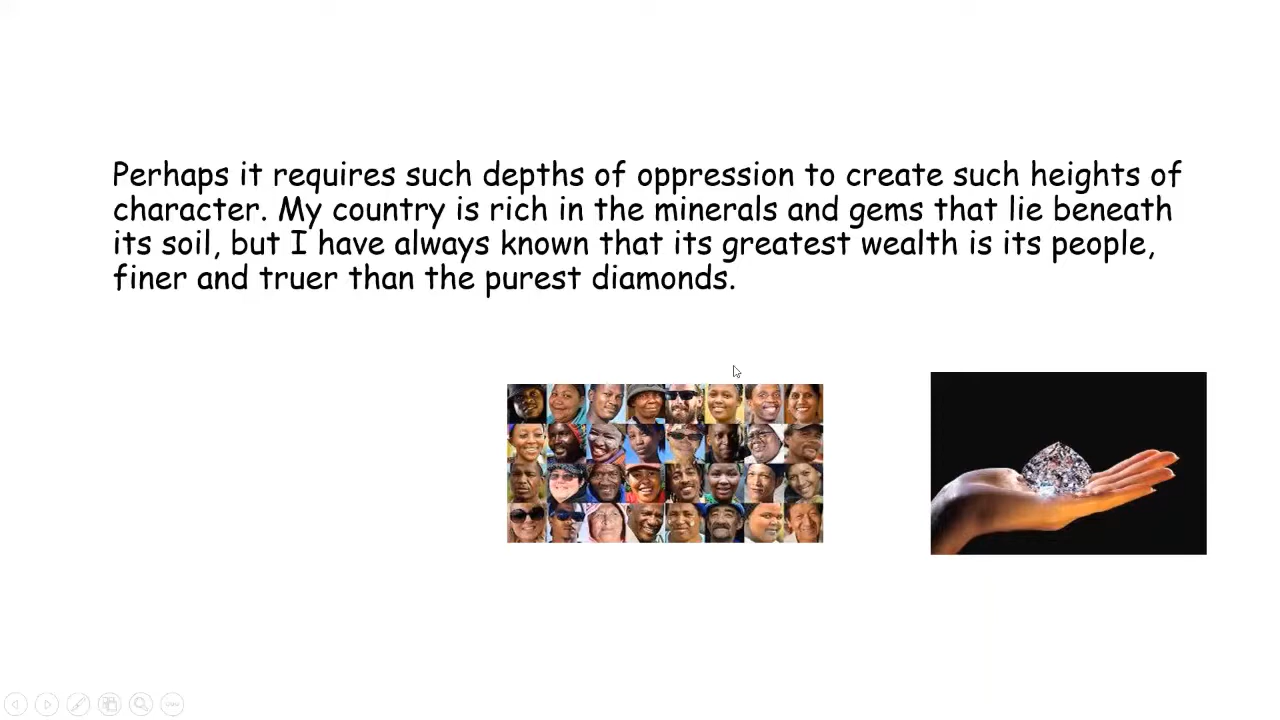 Perhaps it requires such depths of oppression to create such heights of
character. My country is rich in the minerals and gems that lie beneath
its soil, but I have always known that its greatest wealth is its people,
finer and truer than the purest diamonds.